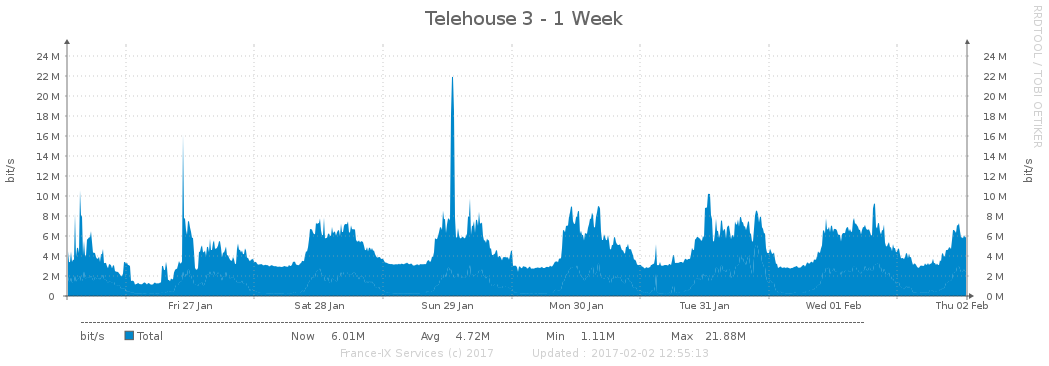 Telehouse 3 - 1 Week
RRDTOOL / TOBI OETIKER
bit/s
bit/s
24 M 24 M
22 M 22 M
20 M 20 M
18 M 18 M
16 M 16 M
14 M 14 M
12 M 12 M
10 M 10 M
8 M 8 M
6 M 6 M
4 M 4 M
2 M 2 M
0 0 M
Fri 27 Jan Sat 28 Jan Sun 29 Jan Mon 30 Jan Tue 31 Jan Wed 01 Feb Thu 02 Feb
bit/s Total Now 6.01M Avg 4.72M Min 1.11M Max 21.88M
France-IX Services (c) 2017 Updated : 2017-02-02 12:55:13